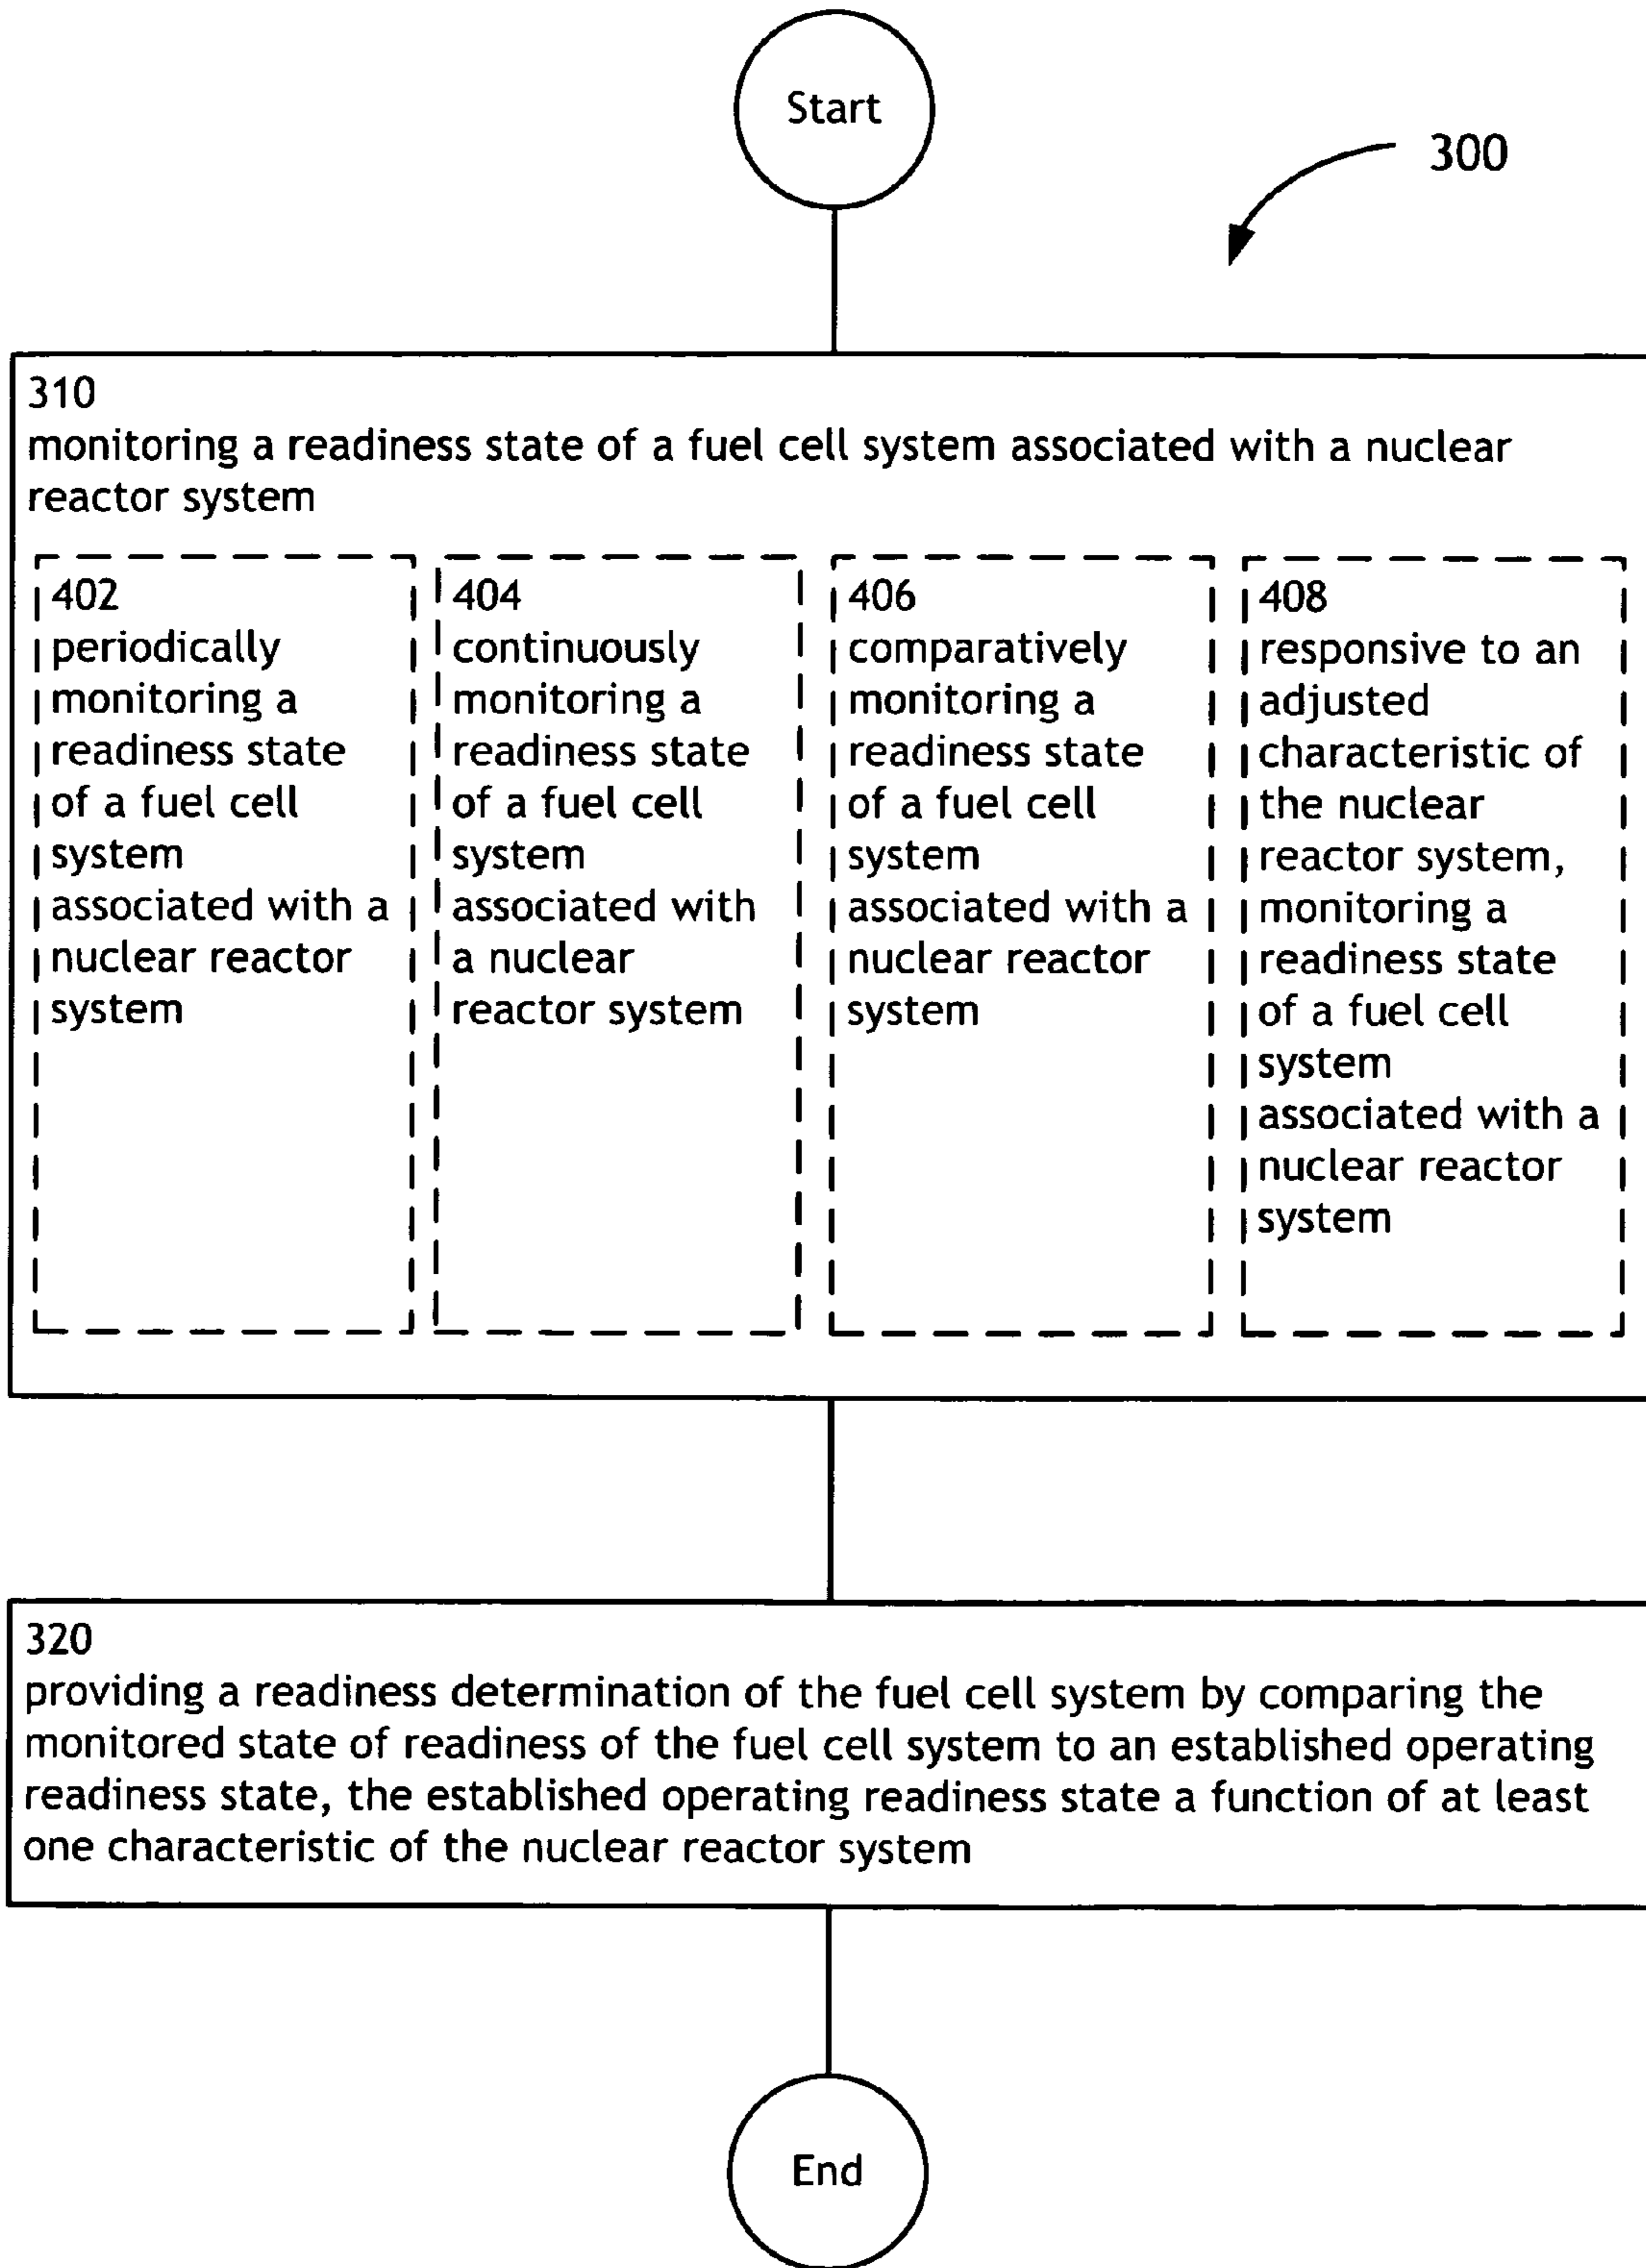 Start
300
310
monitoring a readiness state of a fuel cell system associated with a nuclear
reactor system
402
periodically
monitoring a
readiness state
of a fuel cell
system
associated with a
nuclear reactor
system
404
continuously
monitoring a
readiness state
of a fuel cell
system
associated with
a nuclear
reactor system
406
comparatively
monitoring a
readiness state
of a fuel cell
system
associated with a
nuclear reactor
system
408
responsive to an
adjusted
characteristic of
the nuclear
reactor system,
monitoring a
readiness state
of a fuel cell
system
associated with a
nuclear reactor
system
320
providing a readiness determination of the fuel cell system by comparing the
monitored state of readiness of the fuel cell system to an established operating
readiness state, the established operating readiness state a function of at least
one characteristic of the nuclear reactor system
End